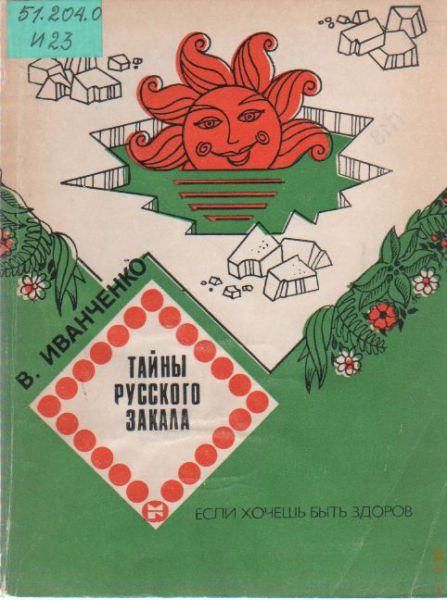 51.204.0
И23
В. ИВАНЧЕНКО
ТАЙНЫ
РУССКОГО
ЗАКАЛА
ЕСЛИ ХОЧЕШЬ БЫТЬ ЗДОРОВ